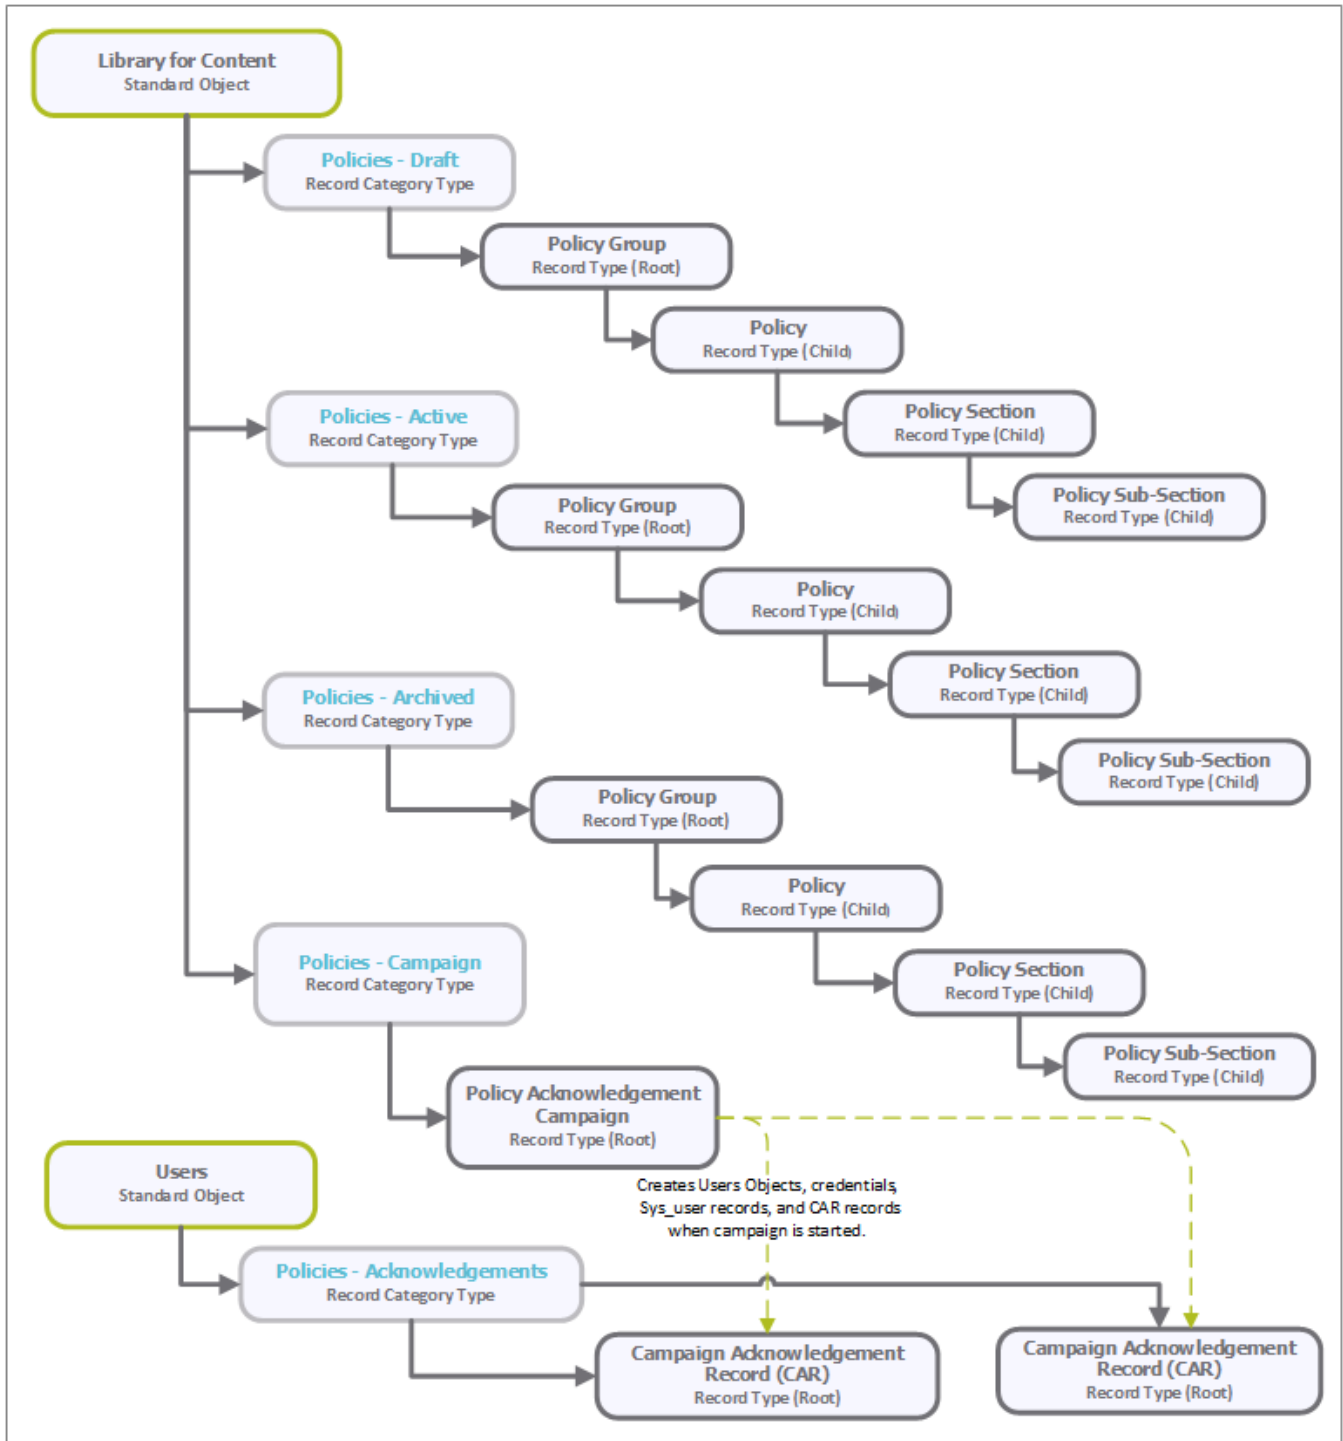 Library for Content
Standard Object
Policies - Draft
Record Category Type
Policy Group
Record Type (Root)
Policy
Record Type (Child)
Policies - Active
Record Category Type
Policy Section
Record Type (Child)
Policy Group
Record Type (Root)
Policy Sub-Section
Record Type (Child)
Policy
Record Type (Child)
Policies - Archived
Record Category Type
Policy Section
Record Type (Child)
Policy Group
Record Type (Root)
Policy Sub-Section
Record Type (Child)
Policy
Record Type (Child)
Policies - Campaign
Record Category Type
Policy Section
Record Type (Child)
Policy Sub-Section
Record Type (Child)
Policy Acknowledgement
Campaign
Record Type (Root)
Users
Standard Object
Creates Users Objects, credentials,
Sys_user records, and CAR records
when campaign is started.
Policies - Acknowledgements
Record Category Type
Campaign Acknowledgement
Record (CAR)
Record Type (Root)
Campaign Acknowledgement
Record (CAR)
Record Type (Root)